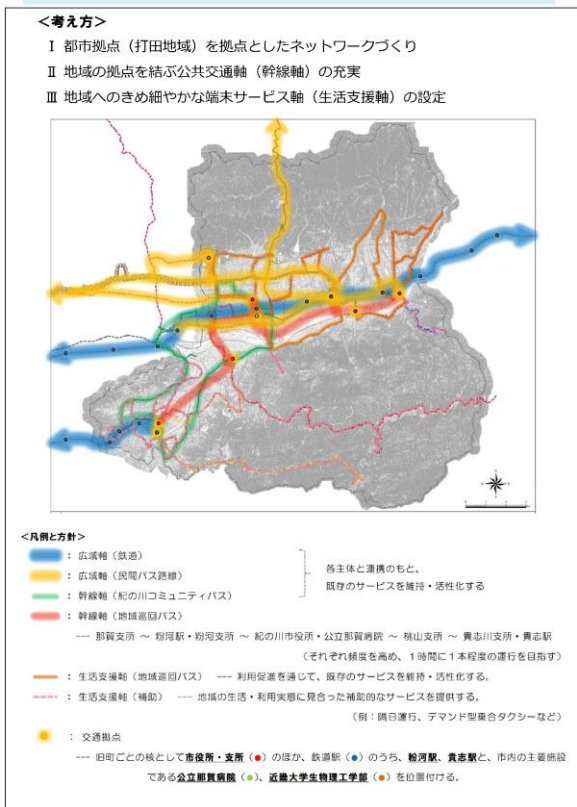 ＜考え方＞
Ⅰ 都市拠点（打田地域）を拠点としたネットワークづくり
Ⅱ 地域の拠点を結ぶ公共交通軸（幹線軸）の充実
Ⅲ 地域へのきめ細やかな端末サービス軸（生活支援軸）の設定
＜凡例と方針＞
： 広域軸（鉄道）
： 広域軸（民間バス路線）
： 幹線軸（紀の川コミュニティバス）
各主体と連携のもと、
既存のサービスを維持・活性化する
： 幹線軸（地域巡回バス）
--- 那賀支所 ～ 粉河駅・粉河支所 ～ 紀の川市役所・公立那賀病院 ～ 桃山支所 ～ 貴志川支所・貴志駅
（それぞれ頻度を高め、１時間に１本程度の運行を目指す）
： 生活支援軸（地域巡回バス） --- 利用促進を通じて、既存のサービスを維持・活性化する。
： 生活支援軸（補助） --- 地域の生活・利用実態に見合った補助的なサービスを提供する。
（例：隔日運行、デマンド型乗合タクシーなど）
： 交通拠点
--- 旧町ごとの核として市役所・支所（●）のほか、鉄道駅（●）のうち、粉河駅、貴志駅と、市内の主要施設
である公立那賀病院（●）、近畿大学生物理工学部（●）を位置付ける。